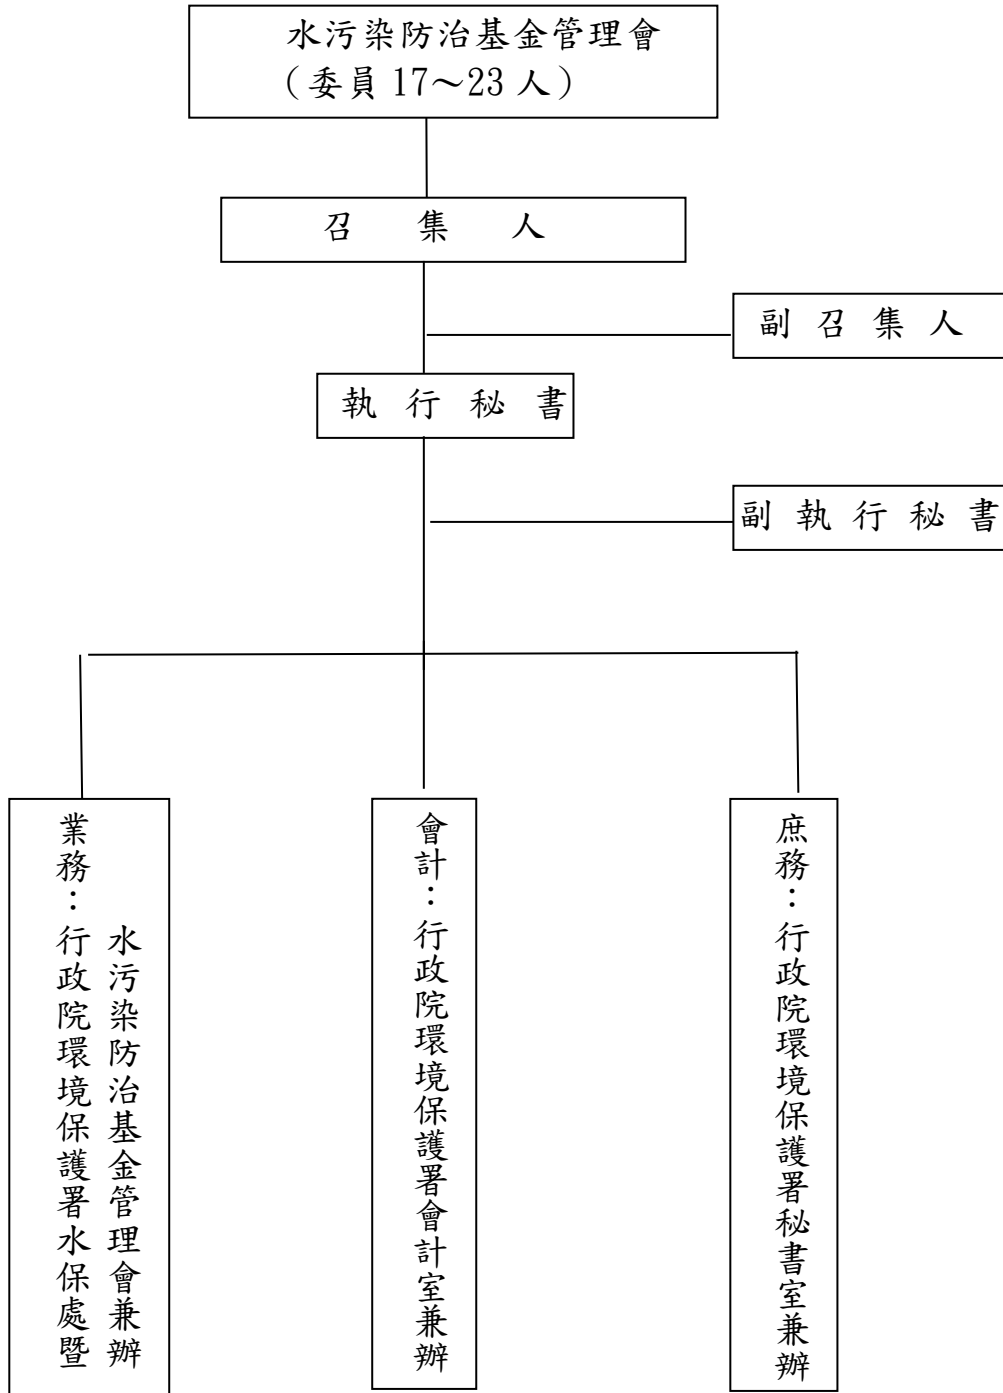 水污染防治基金管理會
（委員 17～23 人）
召集人
副召集人
執行秘書
副執行秘書
業務：行政院環境保護署水保處暨
水污染防治基金管理會兼辦
會計：行政院環境保護署會計室兼辦
庶務：行政院環境保護署秘書室兼辦